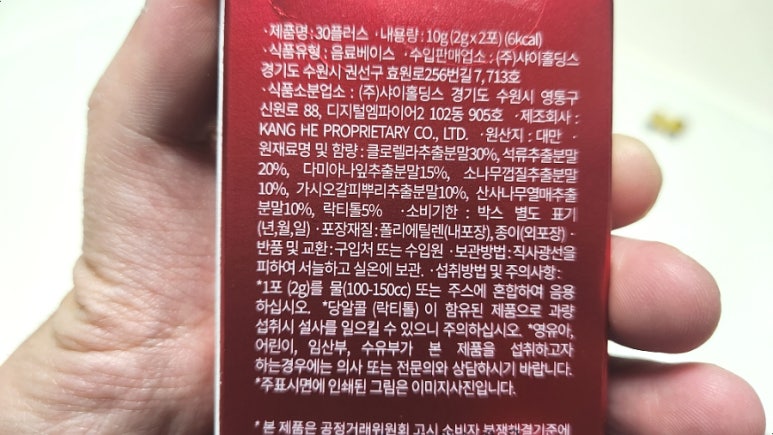 ·제품명 : 30플러스 ·내용량 : 10g (2g x 2포) (6kcal)
·식품유형 : 음료베이스 ·수입판매업소 : (주)샤이홀딩스
경기도 수원시 권선구 효원로256번길 7, 713호
·식품소분업소 : (주)샤이홀딩스 경기도 수원시 영통구
신원로 88, 디지털엠파이어2 102동 905호 ·제조회사 :
KANG HE PROPRIETARY CO., LTD. ·원산지 : 대만 ·
원재료명 및 함량 : 클로렐라추출분말30%, 석류추출분말
20%, 다미아나잎추출분말15%, 소나무껍질추출분말
10%, 가시오갈피뿌리추출분말10%, 산사나무열매추출
분말10%, 락티톨5% ·소비기한 : 박스 별도 표기
(년,월,일) ·포장재질 : 폴리에틸렌(내포장), 종이(외포장) ·
반품 및 교환 : 구입처 또는 수입원 ·보관방법 : 직사광선을
피하여 서늘하고 실온에 보관. ·섭취방법 및 주의사항 :
*1포 (2g)를 물(100-150cc) 또는 주스에 혼합하여 음용
하십시오. *당알콜 (락티톨) 이 함유된 제품으로 과량
섭취시 설사를 일으킬 수 있으니 주의하십시오. *영유아,
어린이, 임산부, 수유부가 본 제품을 섭취하고자
하는경우에는 의사 또는 전문의와 상담하시기 바랍니다.
*주표시면에 인쇄된 그림은 이미지사진입니다.
* 본 제품은 공정거래위원회 고시 소비자 분쟁해결기준에